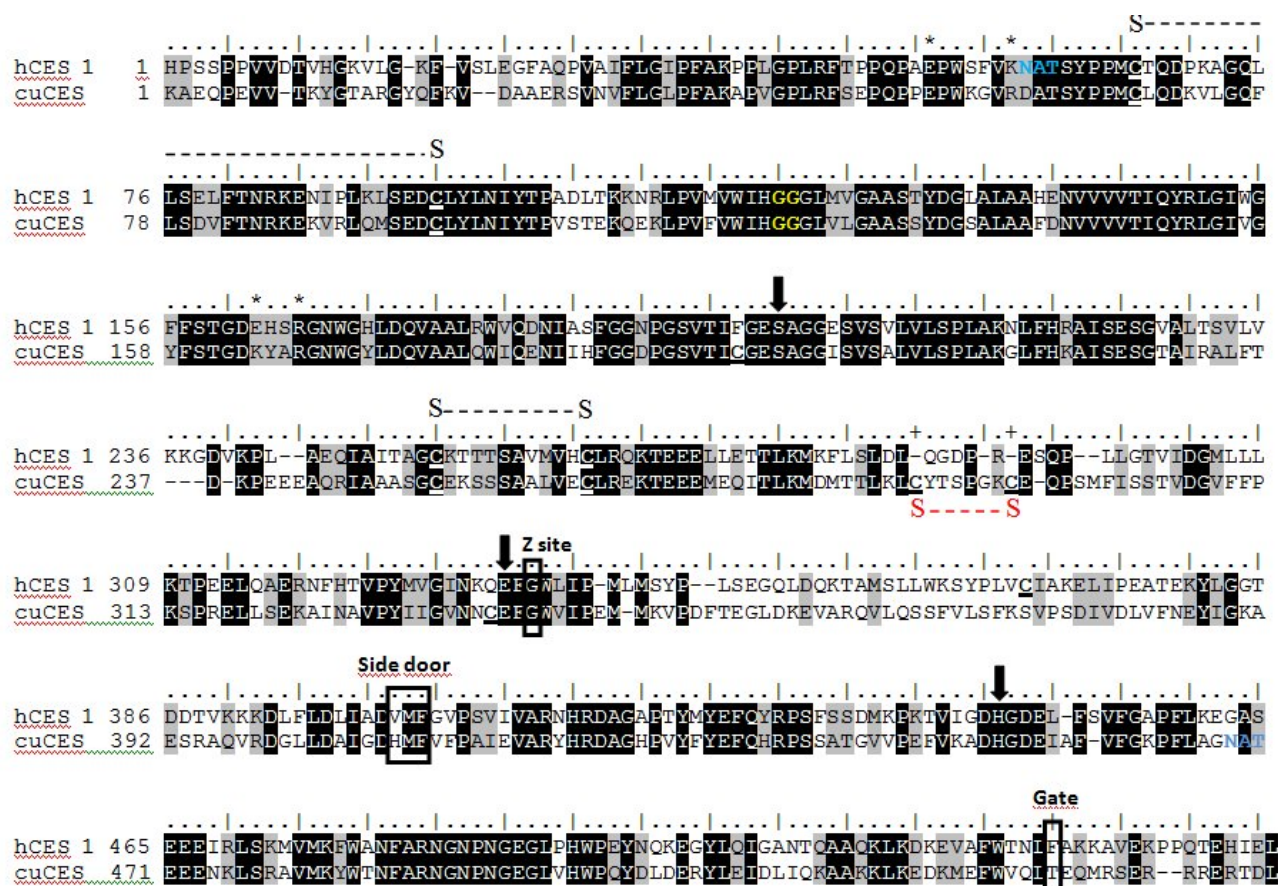 S--------
....|....|....|....|....|....|....|....|....|....|....|.*..|.*..|....|....|....|
hCES 1 1 HPSSPPVVDTVHGKVLG-KF-VSLEGFAQPVAIFLGIPFAKPPLGPLRFTPPQPAEPWSFVKNATSYPPMCTQDPKAGQL
cuCES 1 KAEQPEVV-TKYGTARGYQFKV--DAAERSVNVFLGLPFAKAPVGPLRFSEPQPPEPWKGVRDATSYPPMCLQDKVLGQF
-------------------S
....|....|....|....|....|....|....|....|....|....|....|....|....|....|....|....|
hCES 1 76 LSELFTNRKENIPLKLSEDCLYLNIYTPADLTKKNRLPVMVWIHGGGLMVGAASTYDGLALAAHENVVVVTIQYRLGIWG
cuCES 78 LSDVFTNRKEKVRLQMSEDCLYLNIYTPVSTEKQEKLPVFVWIHGGGLVLGAASSYDGSALAAFDNVVVVTIQYRLGIVG
....|.*..|....|....|....|....|....|....|....|....|....|....|....|....|....|....|
hCES 1 156 FFSTGDEHSRGNWGHLDQVAALRWVQDNIASFGGNPGSVTIFGESAGGESVSVLVLSPLAKNLFHRAISESGVALTSVLV
cuCES 158 YFSTGDKYARGNWGYLDQVAALQWIQENIIHFGGDPGSVTICGESAGGISVSALVLSPLAKGLFHKAISESGTAIRALFT
S---------S
....|....|....|....|....|....|....|....|....|....|....|+...|.+..|....|....|....|
hCES 1 236 KKGDVKPL--AEQIAITAGCKTTTSAVMVHCLRQKTEEELLETTLKMKFLSLDL-QGDP-R-ESQP--LLGTVIDGMLLL
cuCES 237 ---D-KPEEEAQRIAAASGCEKSSSAALVECLREKTEEEMEQITLKMDMTTLKLCYTSPGKCE-QPSMFISSTVDGVFFP
S-----S
Z site
....|....|....|....|....|....|....|....|....|....|....|....|....|....|....|....|
hCES 1 309 KTPEELQAERNFHTVPYMVGINKQEFGWLIP-MLMSYP--LSEGQLDQKTAMSLLWKSYPLVCIAKELIPEATEKYLGGT
cuCES 313 KSPRELLSEKAINAVPYIIGVNNCEFGWVIPEM-MKVPDFTEGLDKEVARQVLQSSFVLSFKSVPSDIVDLVFNEYIGKA
Side door
....|....|....|....|....|....|....|....|....|....|....|....|....|....|....|....|
hCES 1 386 DDTVKKKDLFLDLIADVMFGVPSVIVARNHRDAGAPTYMYEFQYRPSFSSDMKPKTVIGDHGDEL-FSVFGAPFLKEGAS
cuCES 392 ESRAQVRDGLLDAIGDHMFVFPAIEVARYHRDAGHPVYFYEFQHRPSSATGVVPEFVKADHGDEIAF-VFGKPFLAGNAT
Gate
....|....|....|....|....|....|....|....|....|....|....|....|....|....|....|....|
hCES 1 465 EEEIRLSKMVMKFWANFARNGNPNGEGLPHWPEYNQKEGYLQIGANTQAAQKLKDKEVAFWTNLFAKKAVEKPPQTEHIEL
cuCES 471 EEENKLSRAVMKYWTNFARNGNPNGEGLVHWPQYDLDERYLEIDLIQKAAKKLKEDKMEFWVQLTEQMRSER--RRERTDL